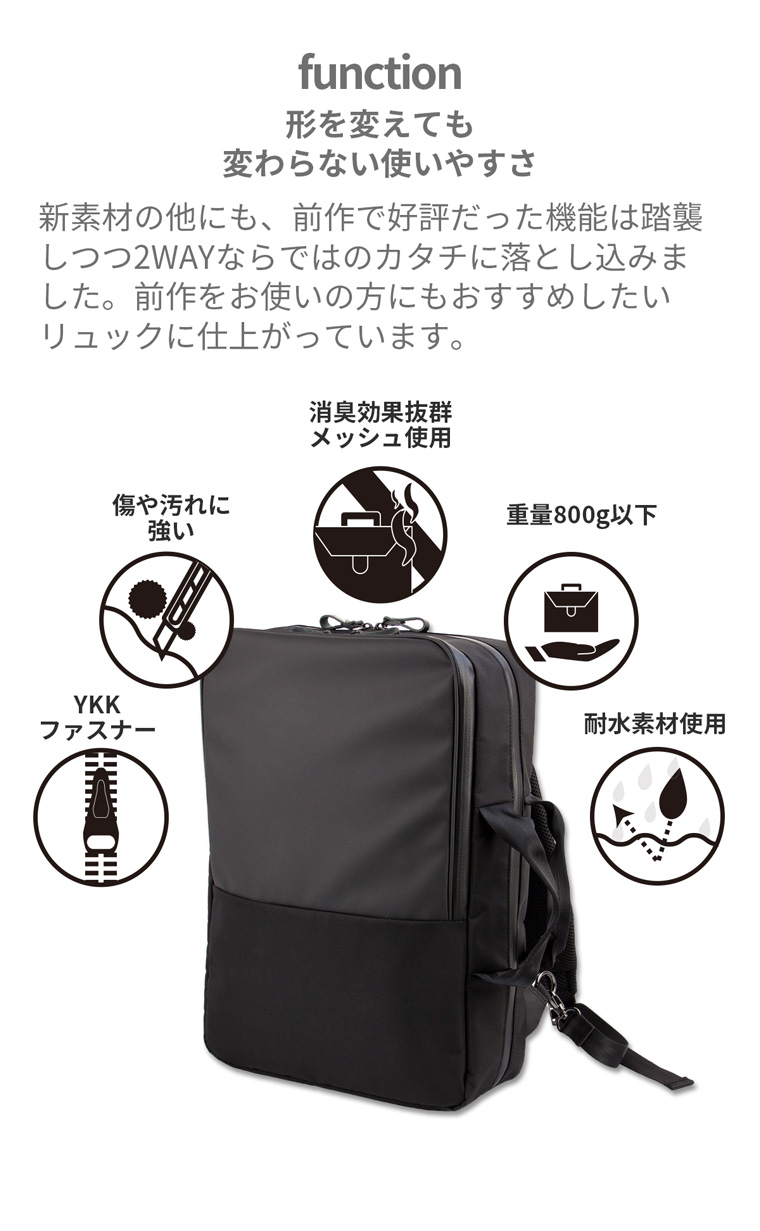 function
形を変えても
変わらない使いやすさ
新素材の他にも、前作で好評だった機能は踏襲
しつつ2WAYならではのカタチに落とし込みま
した。前作をお使いの方にもおすすめしたい
リュックに仕上がっています。
消臭効果抜群
メッシュ使用
傷や汚れに
強い
重量800g以下
YKK
ファスナー
耐水素材使用